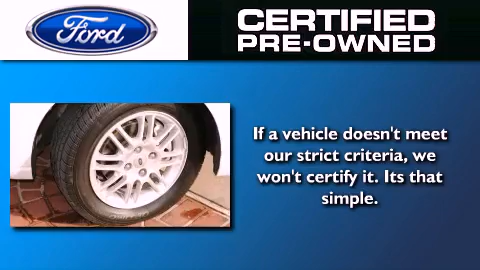 Ford
CERTIFIED
PRE-OWNED
If a vehicle doesn't meet
our strict criteria, we
won't certify it. Its that
simple.